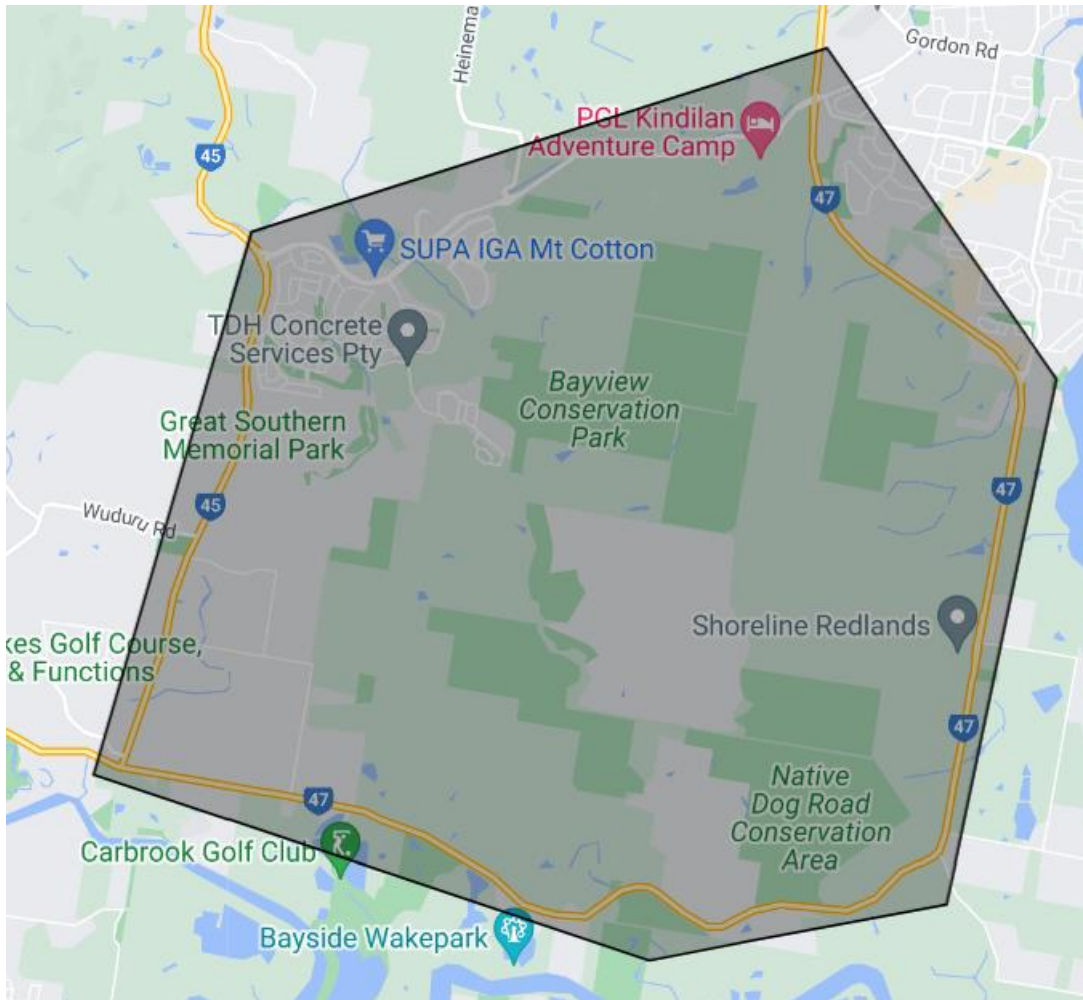 Gordon Rd
Heinema
PGL Kindilan
Adventure Camp
45
47
SUPA IGA Mt Cotton
TDH Concrete
Services Pty
Bayview
Conservation
Park
Great Southern
Memorial Park
45
47
Wuduru Rd
Shoreline Redlands
kes Golf Course,
& Functions
47
Native
Dog Road
Conservation
Area
47
Carbrook Golf Club
Bayside Wakepark